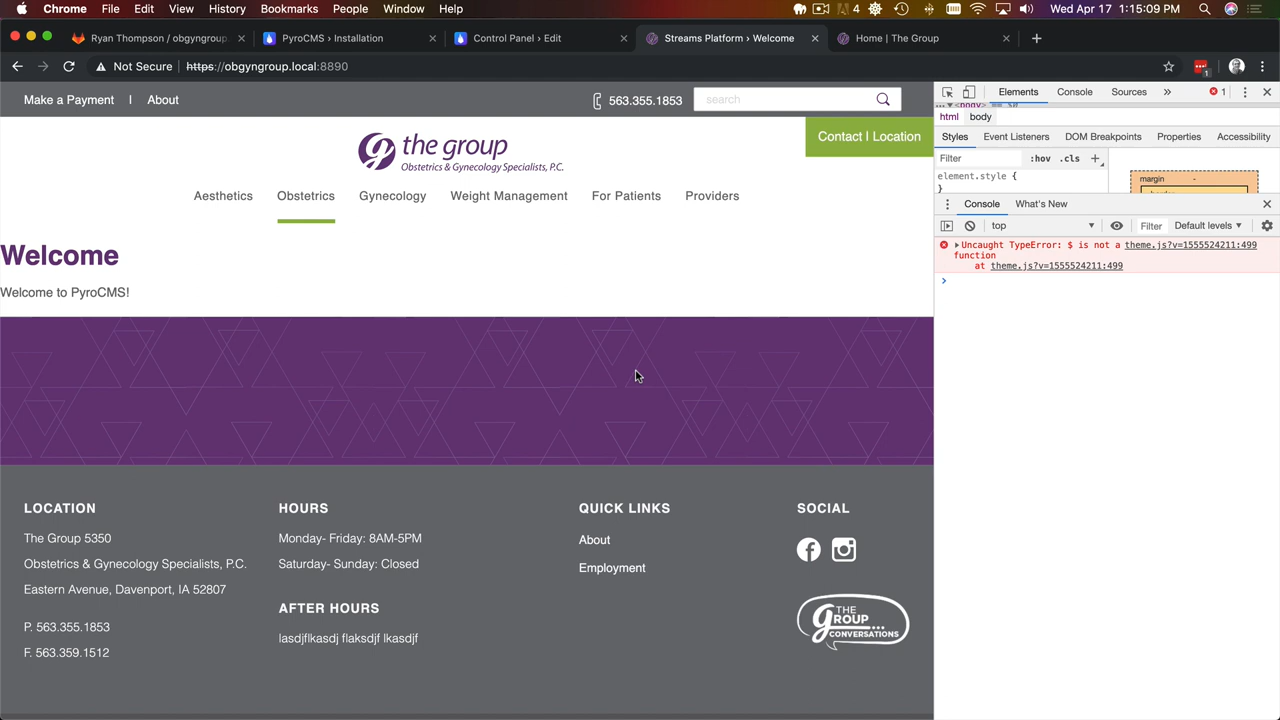 Chrome File Edit View History Bookmarks People Window Help 4 Wed Apr 17 1:15:09 PM
Ryan Thompson / obgyngroup. PyroCMS › Installation Control Panel › Edit Streams Platform › Welcome Home | The Group
Not Secure https://obgyngroup.local:8890 1
Make a Payment | About 563.355.1853 search
Contact | Location
the group
Obstetrics & Gynecology Specialists, P.C.
Aesthetics Obstetrics Gynecology Weight Management For Patients Providers
Welcome
Welcome to PyroCMS!
LOCATION
The Group 5350
Obstetrics & Gynecology Specialists, P.C.
Eastern Avenue, Davenport, IA 52807
P. 563.355.1853
F. 563.359.1512
HOURS
Monday- Friday: 8AM-5PM
Saturday- Sunday: Closed
AFTER HOURS
lasdjflkasdj flaksdjf lkasdjf
QUICK LINKS
About
Employment
SOCIAL
THE
GROUP
CONVERSATIONS
Elements Console Sources » 1
html body
Styles Event Listeners DOM Breakpoints Properties Accessibility
Filter :hov .cls +
element.style {
}
margin -
Console What's New
top Filter Default levels
Uncaught TypeError: $ is not a theme.js?v=1555524211:499
function
at theme.js?v=1555524211:499